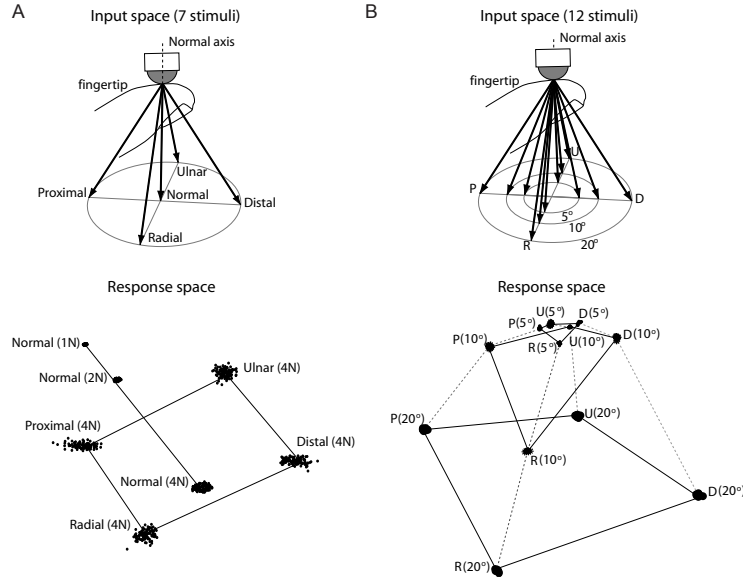 A
Input space (7 stimuli)
Normal axis
fingertip
Ulnar
Proximal
Normal
Distal
Radial
Response space
Normal (1N)
Normal (2N)
Ulnar (4N)
Proximal (4N)
Distal (4N)
Normal (4N)
Radial (4N)
B
Input space (12 stimuli)
Normal axis
fingertip
U
P
D
5°
10°
20°
R
Response space
U(5°)
D(5°)
P(5°)
P(10°)
U(10°)
D(10°)
R(5°)
P(20°)
U(20°)
R(10°)
D(20°)
R(20°)